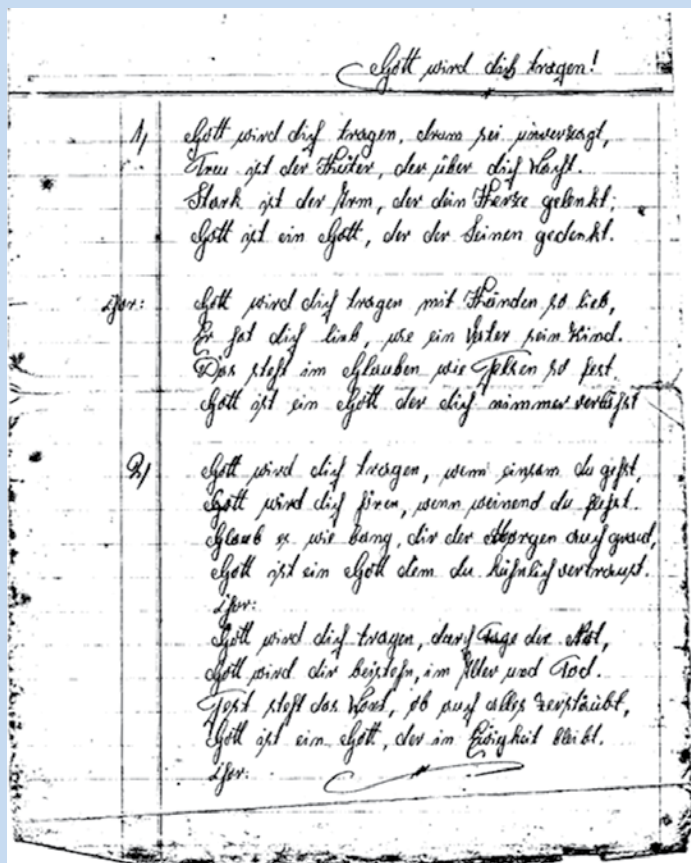 Gott wird dich tragen!
1, Gott wird dich tragen, drum sei unverzagt,
Treu ist der Hüter, der über dich Wacht.
Stark ist der Arm, der dein Herze gelenkt;
Gott ist ein Gott, der der Seinen gedenkt.
Chor: Gott wird dich tragen mit Händen so lieb,
Er hat dich lieb, wie ein Vater sein Kind.
Das steht im Glauben wie Felsen so fest,
Gott ist ein Gott der dich nimmer verläßt
2, Gott wird dich tragen, wenn einsam du gehst,
Gott wird dich hören, wenn weinend du flehst.
Glaub es wie bang, dir der Morgen auch graud,
Gott ist ein Gott dem du kühnlich vertraust.
Chor:
Gott wird dich tragen, durch Tage der Not,
Gott wird dir beistehn, im Alter und Tod.
Fest steht das Wort, ob auch alles zerstäubt,
Gott ist ein Gott, der in Ewigkeit bleibt.
Chor: